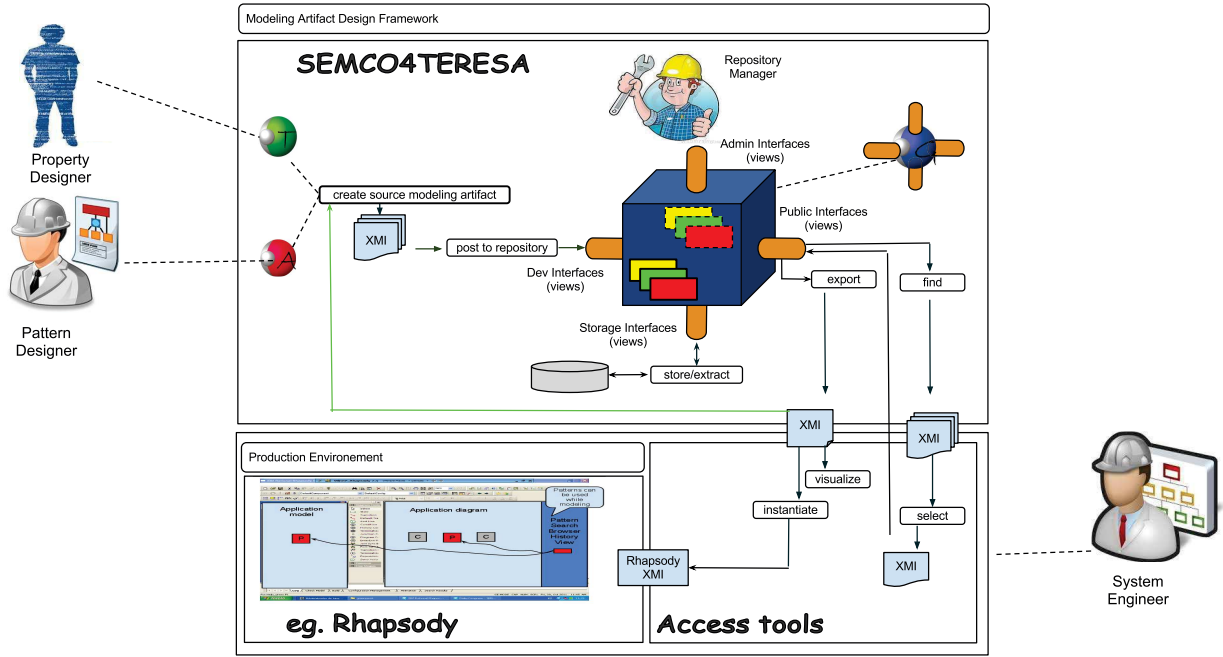 Modeling Artifact Design Framework
SEMCO4TERESA
Repository
Manager
Property
Designer
T
Admin Interfaces
(views)
create source modeling artifact
Public Interfaces
(views)
XMI
post to repository
A
Dev Interfaces
(views)
export
find
Pattern
Designer
Storage Interfaces
(views)
store/extract
XMI
XMI
Production Environement
visualize
instantiate
select
Patterns can
be used
while
modeling
Application
model
Application diagram
Pattern
Search
Browser
History
View
P
C
P
C
Rhapsody
XMI
XMI
System
Engineer
eg. Rhapsody
Access tools